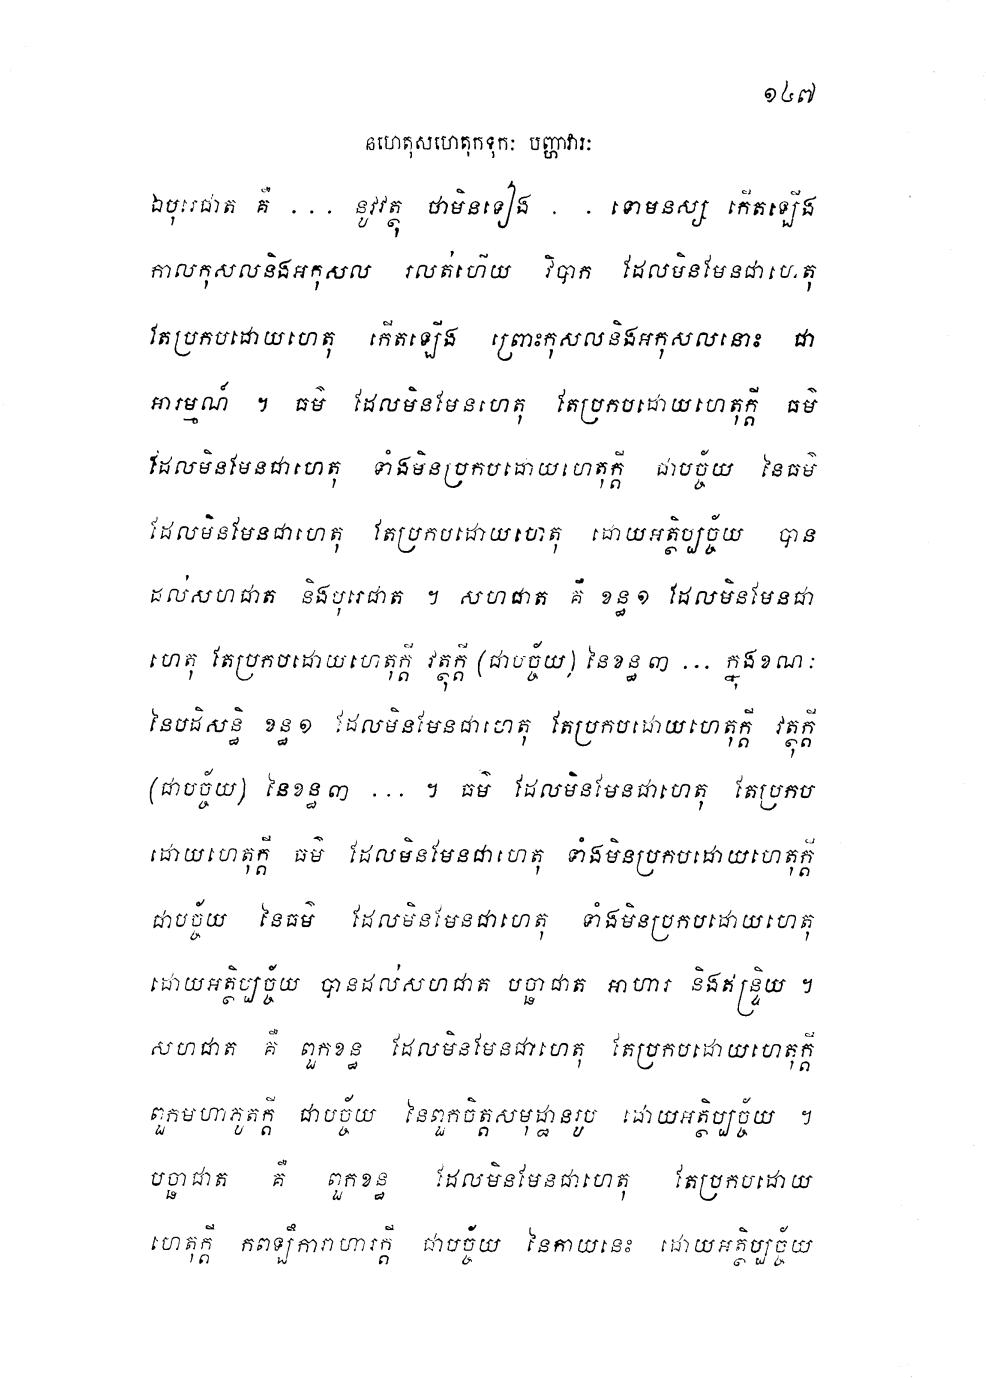 ១៤៧
នហេតុសហេតុកទុកៈ បញ្ហាវារៈ
ឯបុរេជាត គឺ ... នូវវត្ថុ ថាមិនទៀង . . ទោមនស្ស កើតឡើង
កាលកុសលនិងអកុសល រលត់ហើយ វិបាក ដែលមិនមែនជាហេតុ
តែប្រកបដោយហេតុ កើតឡើង ព្រោះកុសលនិងអកុសលនោះ ជា
អារម្មណ៍ ។ ធម៌ ដែលមិនមែនហេតុ តែប្រកបដោយហេតុក្តី ធម៌
ដែលមិនមែនជាហេតុ ទាំងមិនប្រកបដោយហេតុក្តី ជាបច្ច័យ នៃធម៌
ដែលមិនមែនជាហេតុ តែប្រកបដោយហេតុ ដោយអត្ថិប្បច្ច័យ បាន
ដល់សហជាត និងបុរេជាត ។ សហជាត គឺ ខន្ធ១ ដែលមិនមែនជា
ហេតុ តែប្រកបដោយហេតុក្តី វត្ថុក្តី (ជាបច្ច័យ) នៃខន្ធ៣ ... ក្នុងខណៈ
នៃបដិសន្ធិ ខន្ធ១ ដែលមិនមែនជាហេតុ តែប្រកបដោយហេតុក្តី វត្ថុក្តី
(ជាបច្ច័យ) នៃខន្ធ៣ ... ។ ធម៌ ដែលមិនមែនជាហេតុ តែប្រកប
ដោយហេតុក្តី ធម៌ ដែលមិនមែនជាហេតុ ទាំងមិនប្រកបដោយហេតុក្តី
ជាបច្ច័យ នៃធម៌ ដែលមិនមែនជាហេតុ ទាំងមិនប្រកបដោយហេតុ
ដោយអត្ថិប្បច្ច័យ បានដល់សហជាត បច្ឆាជាត អាហារ និងឥន្ទ្រិយ ។
សហជាត គឺ ពួកខន្ធ ដែលមិនមែនជាហេតុ តែប្រកបដោយហេតុក្តី
ពួកមហាភូតក្តី ជាបច្ច័យ នៃពួកចិត្តសមុដ្ឋានរូប ដោយអត្ថិប្បច្ច័យ ។
បច្ឆាជាត គឺ ពួកខន្ធ ដែលមិនមែនជាហេតុ តែប្រកបដោយ
ហេតុក្តី កពឡឹការាហារក្តី ជាបច្ច័យ នៃកាយនេះ ដោយអត្ថិប្បច្ច័យ